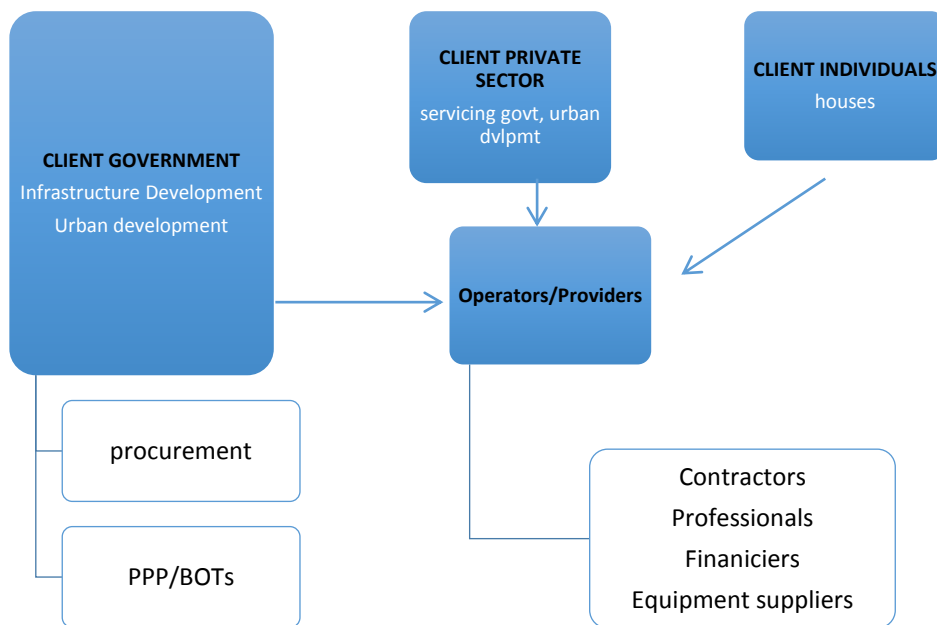 CLIENT GOVERNMENT
Infrastructure Development
Urban development
CLIENT PRIVATE
SECTOR
servicing govt, urban
dvlpmt
CLIENT INDIVIDUALS
houses
Operators/Providers
procurement
PPP/BOTs
Contractors
Professionals
Financiers
Equipment suppliers